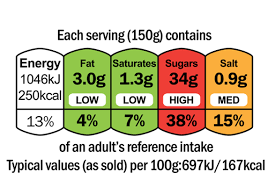 Each serving (150g) contains
Energy 1046kJ 250kcal 13%
Fat 3.0g LOW 4%
Saturates 1.3g LOW 7%
Sugars 34g HIGH 38%
Salt 0.9g MED 15%
of an adult's reference intake
Typical values (as sold) per 100g:697kJ/167kcal